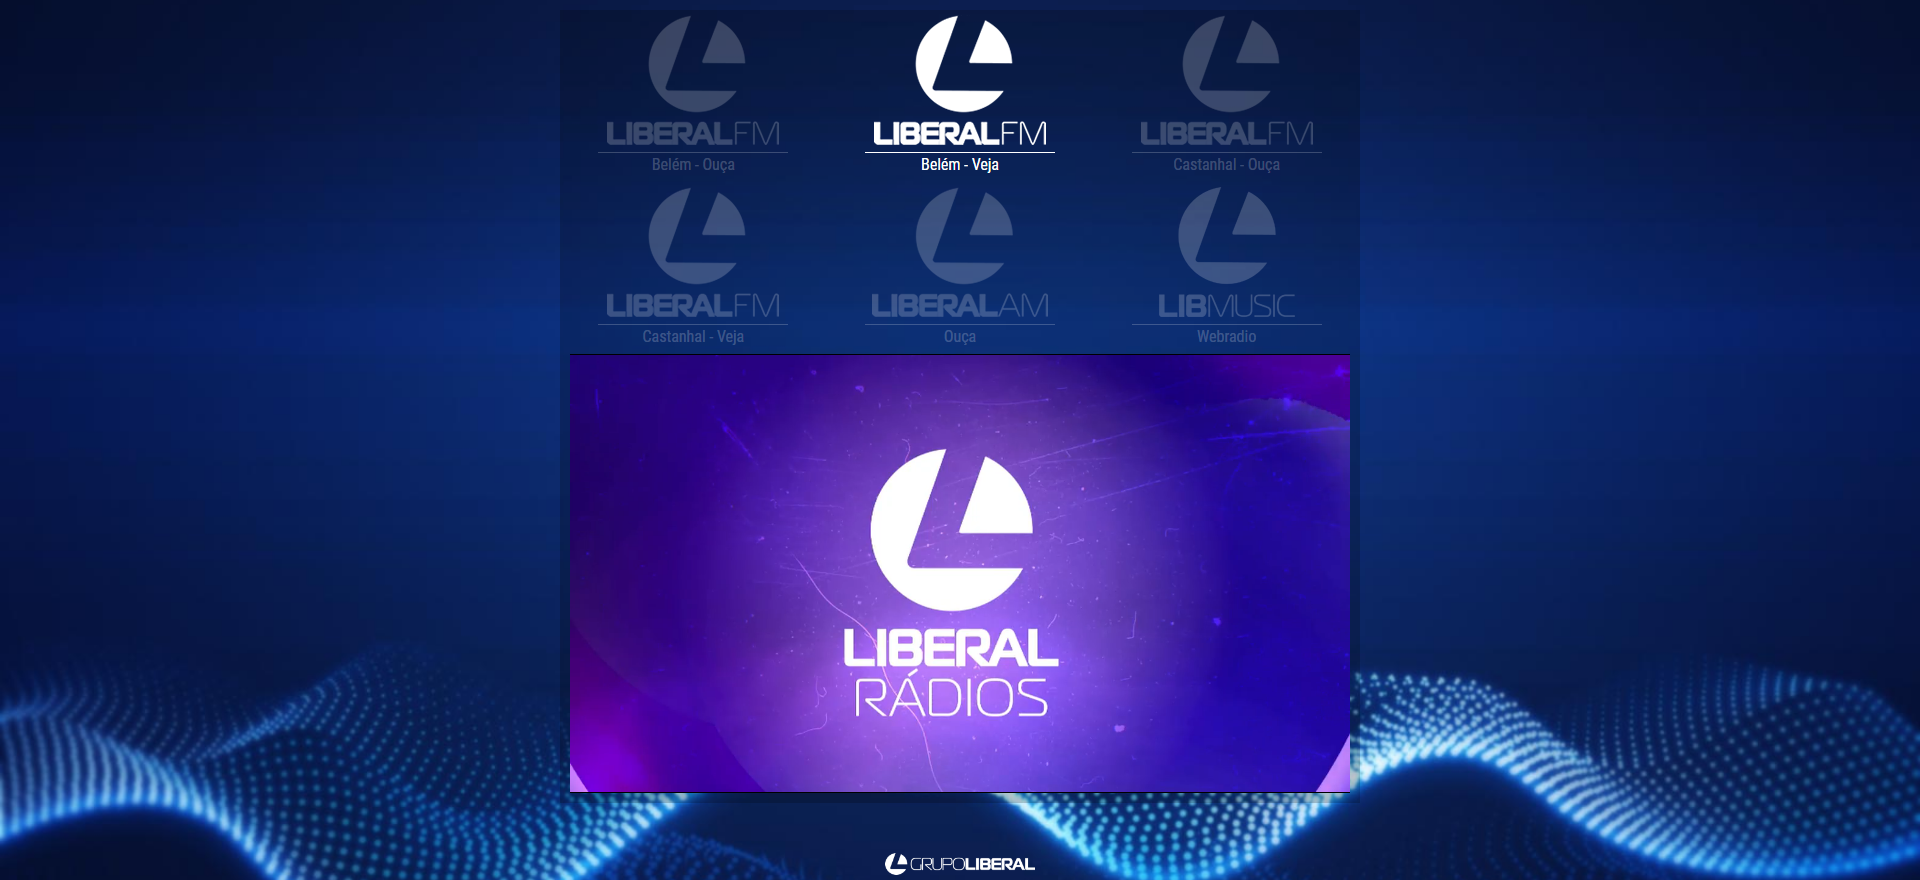 LIBERALFM
Belém - Ouça
LIBERALFM
Belém - Veja
LIBERALFM
Castanhal - Ouça
LIBERALFM
Castanhal - Veja
LIBERALAM
Ouça
LIBMUSIC
Webradio
LIBERAL
RÁDIOS
GRUPOLIBERAL